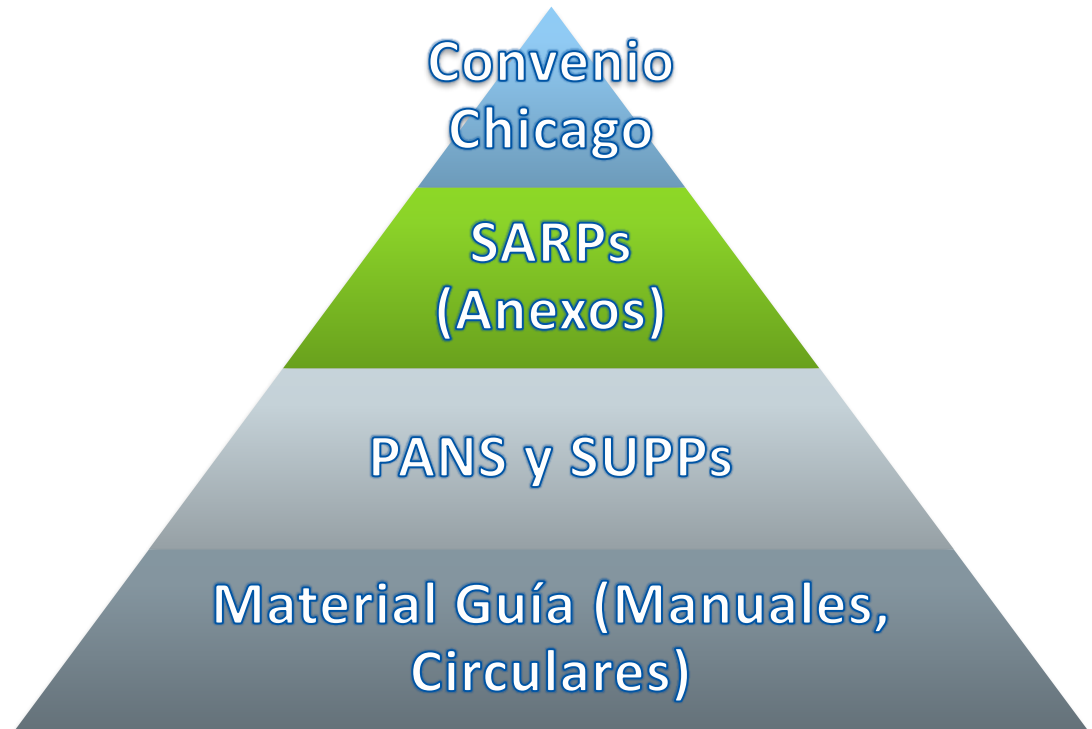 Convenio
Chicago
SARPs
(Anexos)
PANS y SUPPs
Material Guía (Manuales,
Circulares)